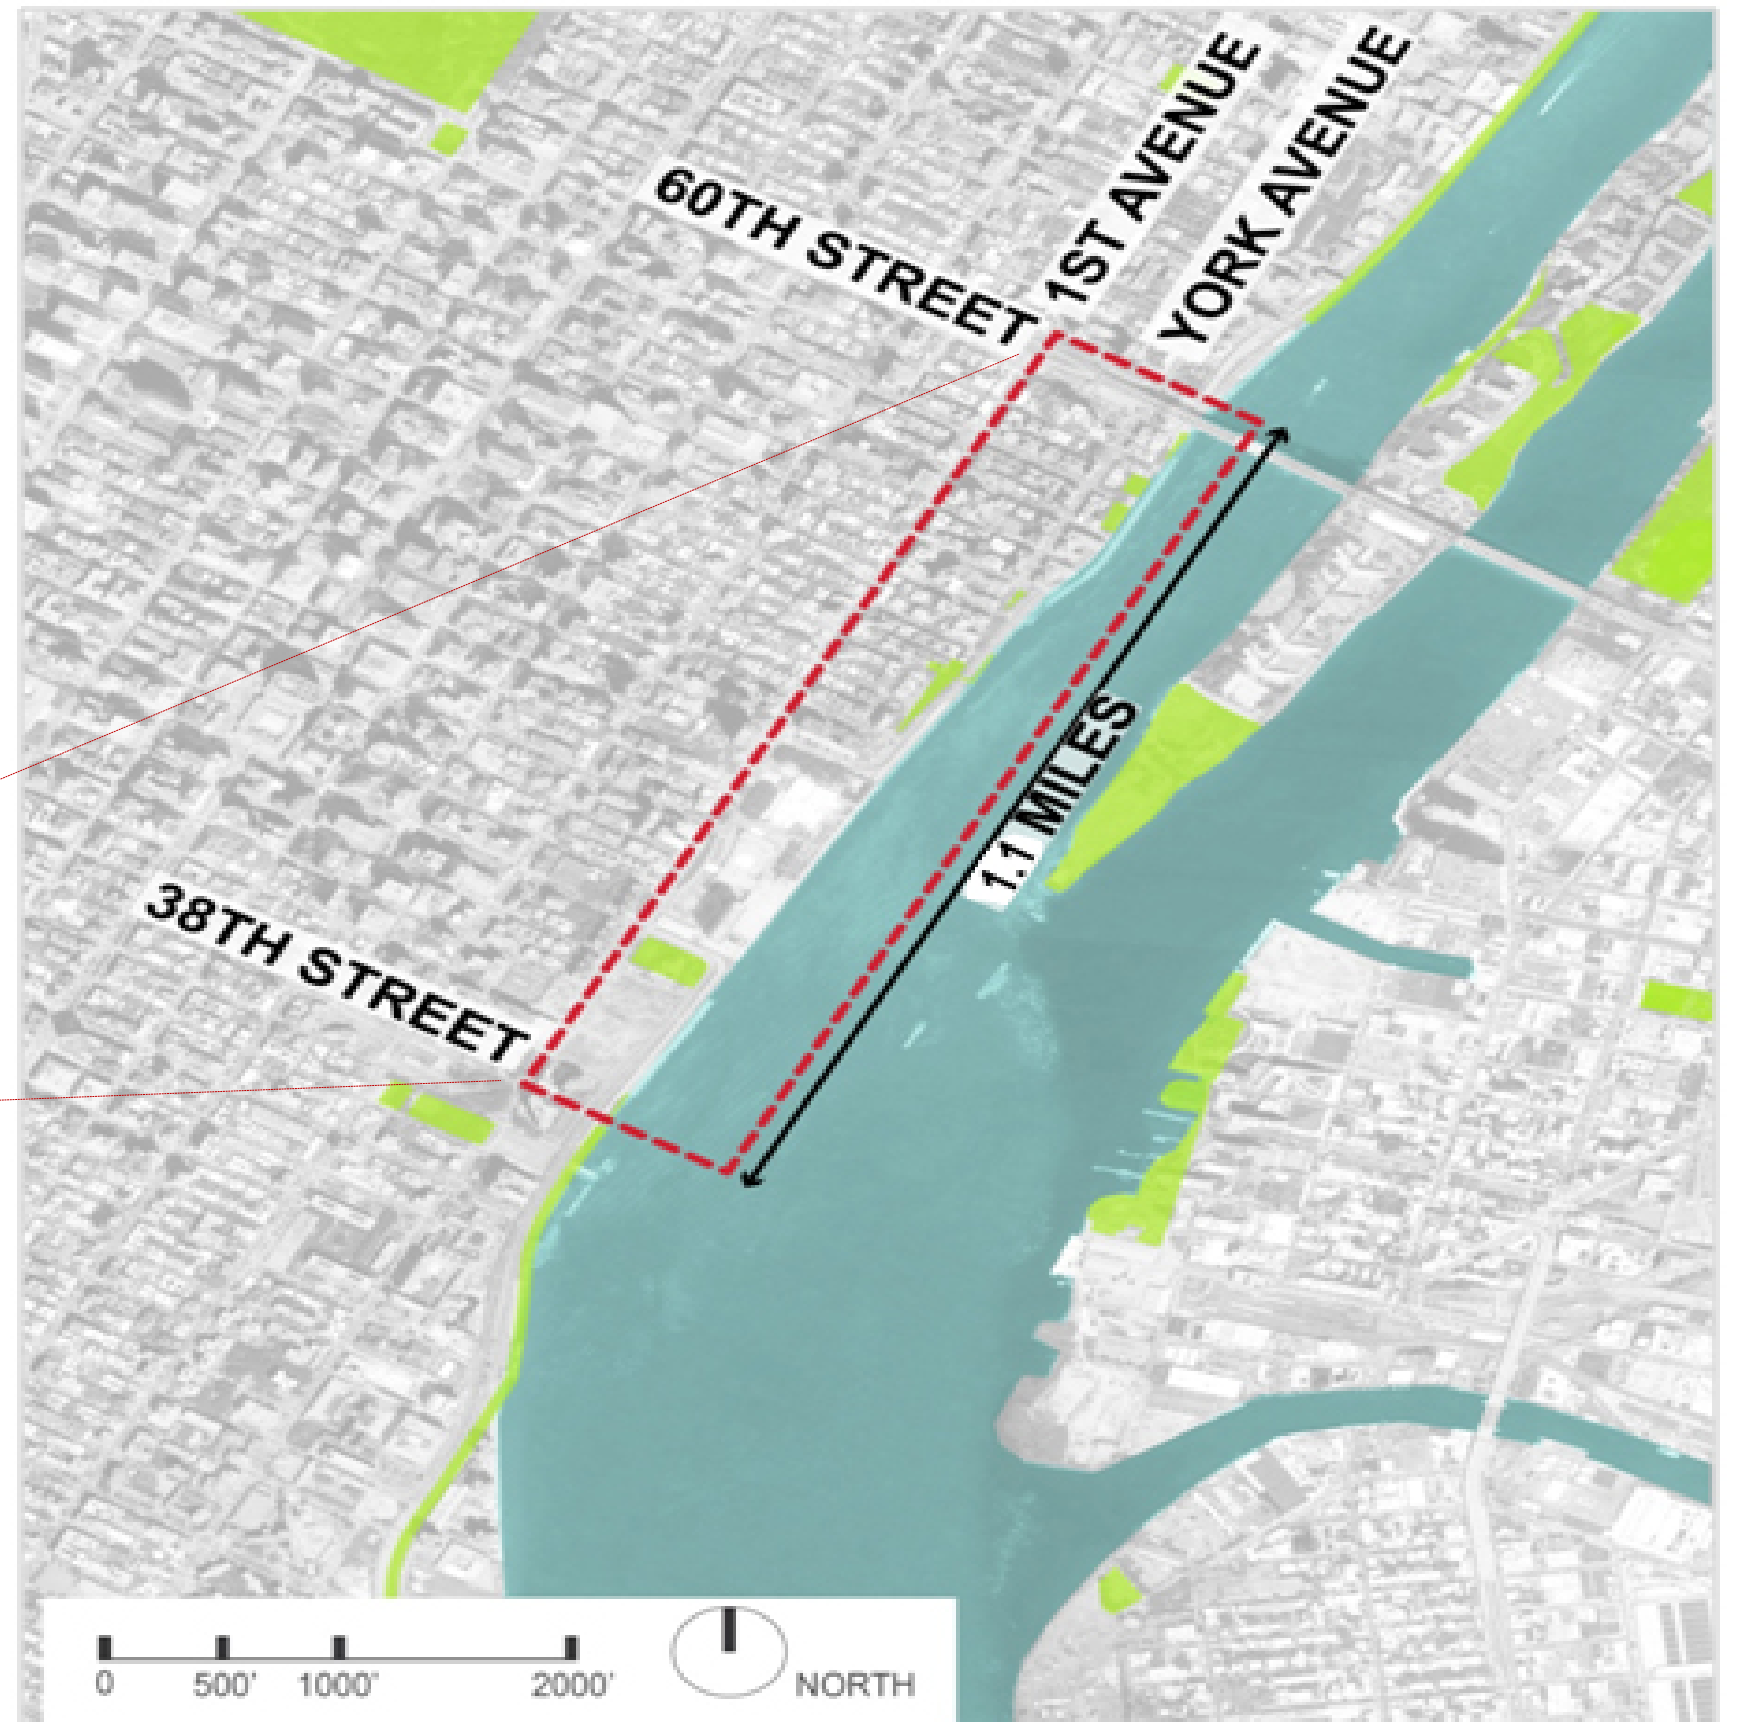 1ST AVENUE
YORK AVENUE
60TH STREET
1.1 MILES
38TH STREET
0 500' 1000' 2000'
NORTH